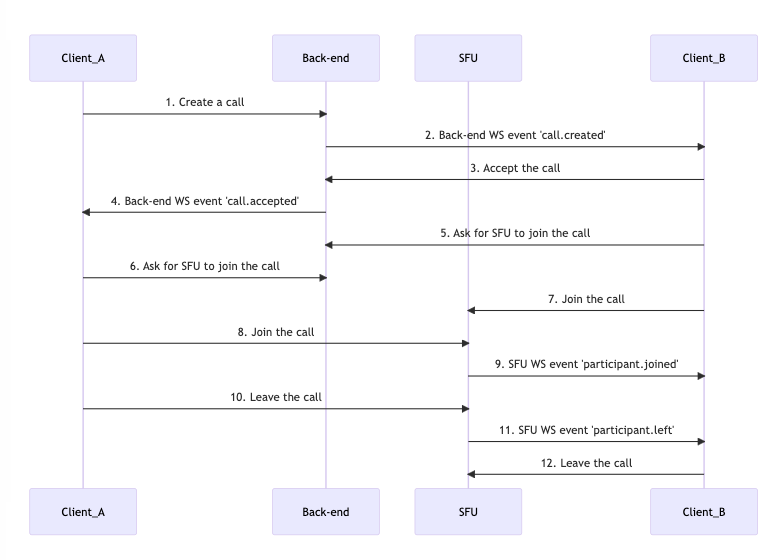 Client_A
Back-end
SFU
Client_B
1. Create a call
2. Back-end WS event 'call.created'
3. Accept the call
4. Back-end WS event 'call.accepted'
5. Ask for SFU to join the call
6. Ask for SFU to join the call
7. Join the call
8. Join the call
9. SFU WS event 'participant.joined'
10. Leave the call
11. SFU WS event 'participant.left'
12. Leave the call
Client_A
Back-end
SFU
Client_B